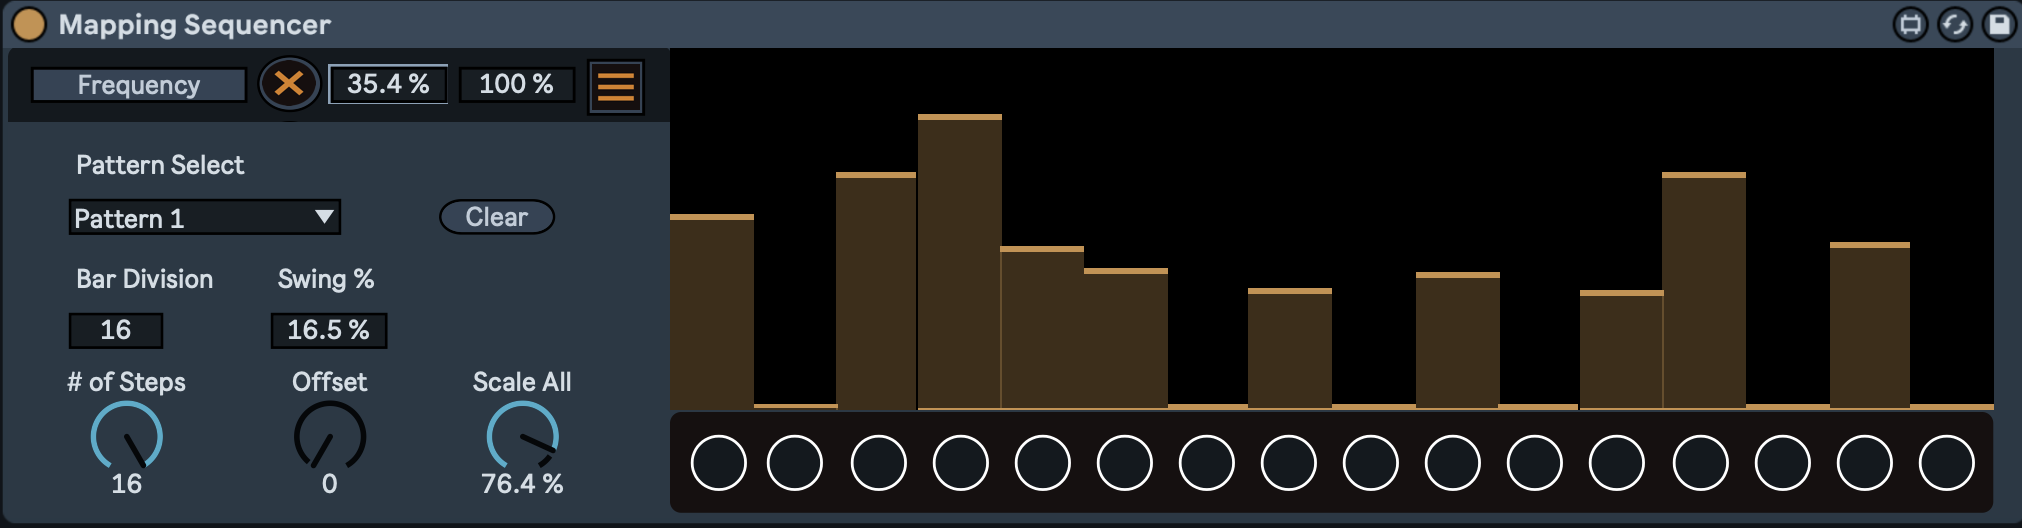 Mapping Sequencer
Frequency 35.4 % 100 %
Pattern Select
Pattern 1 Clear
Bar Division Swing %
16 16.5 %
# of Steps Offset Scale All
16 0 76.4 %